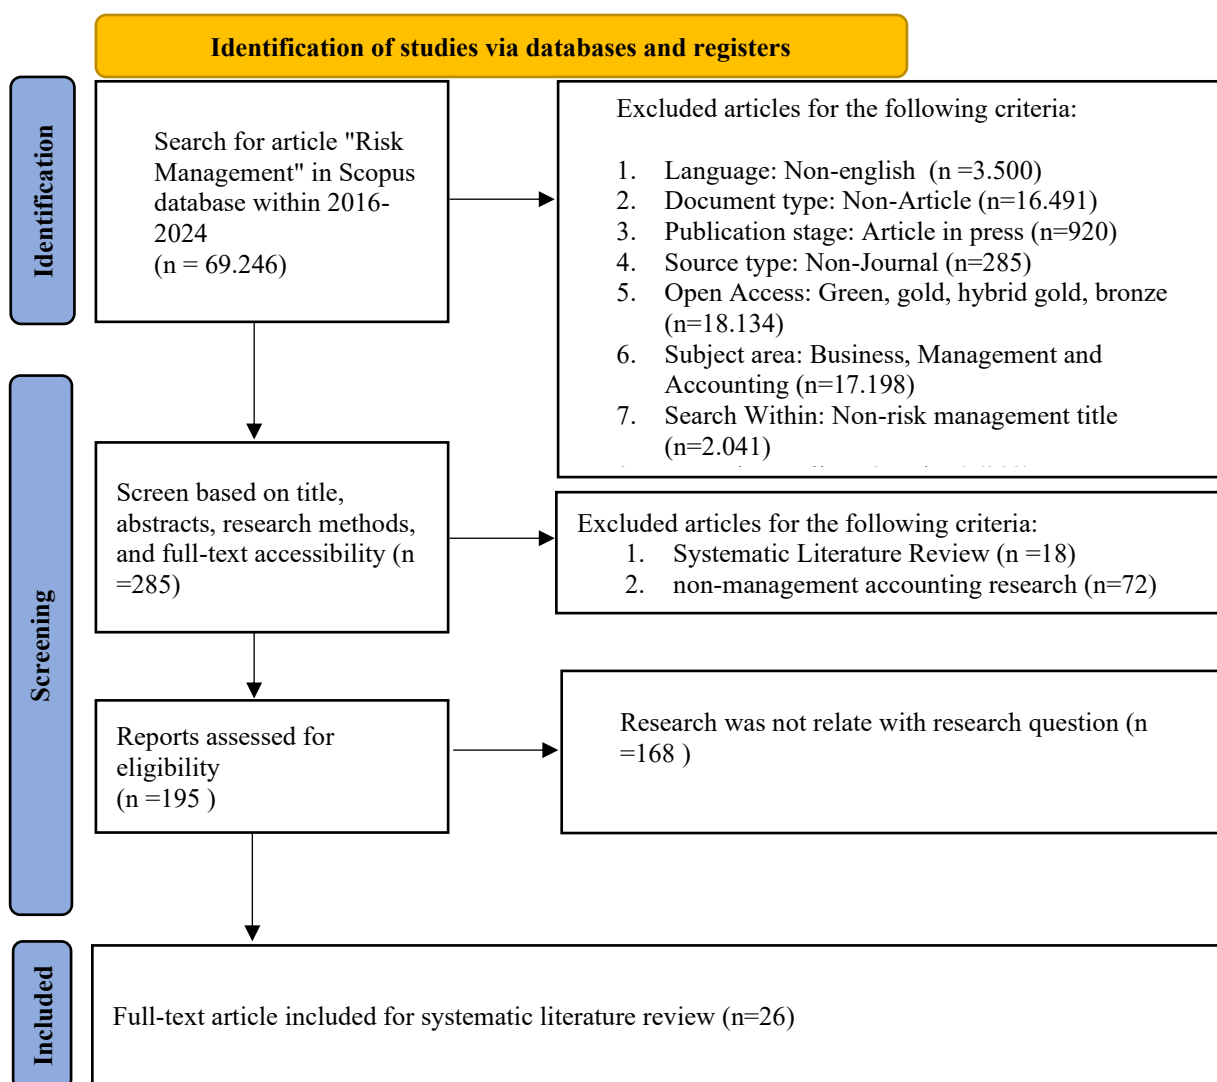 Identification of studies via databases and registers
Identification
Search for article "Risk
Management" in Scopus
database within 2016-
2024
(n = 69.246)
Excluded articles for the following criteria:
1. Language: Non-english (n =3.500)
2. Document type: Non-Article (n=16.491)
3. Publication stage: Article in press (n=920)
4. Source type: Non-Journal (n=285)
5. Open Access: Green, gold, hybrid gold, bronze
(n=18.134)
6. Subject area: Business, Management and
Accounting (n=17.198)
7. Search Within: Non-risk management title
(n=2.041)
Screening
Screen based on title,
abstracts, research methods,
and full-text accessibility (n
=285)
Excluded articles for the following criteria:
1. Systematic Literature Review (n =18)
2. non-management accounting research (n=72)
Reports assessed for
eligibility
(n =195 )
Research was not relate with research question (n
=168 )
Included
Full-text article included for systematic literature review (n=26)